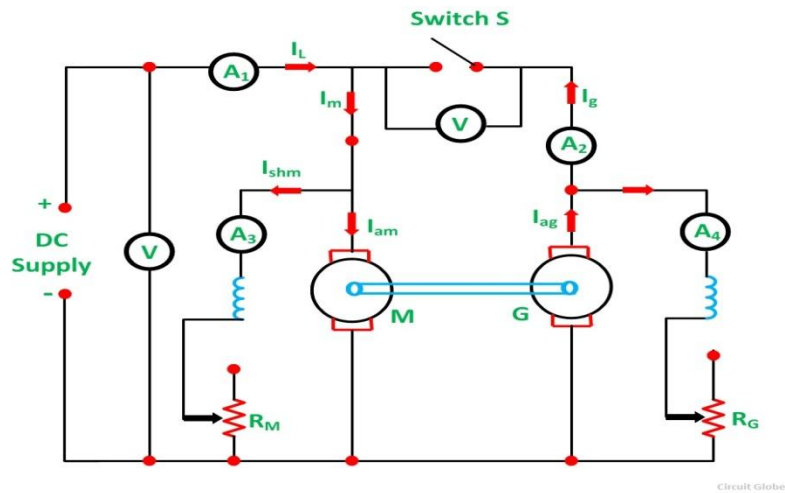 Switch S
A1
IL
Im
V
Ig
A2
Ishm
+
DC
Supply
-
V
A3
Iam
Iag
A4
M
G
RM
RG
Circuit Globe